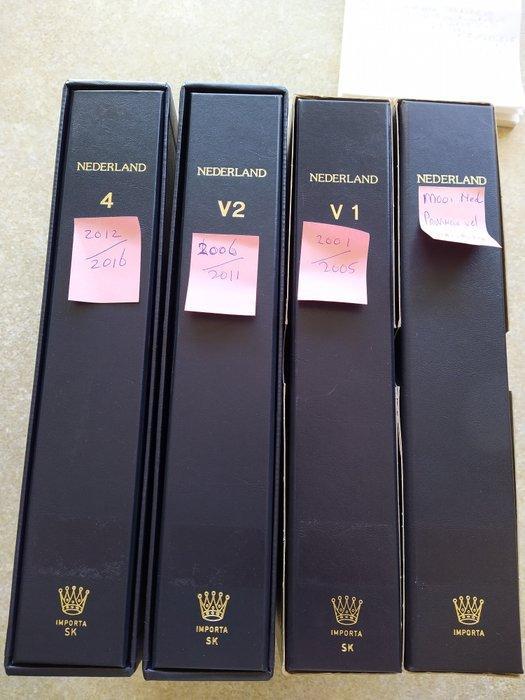 NEDERLAND
4
2012
2016
IMPORTA
SK
NEDERLAND
V2
2006
2011
IMPORTA
SK
NEDERLAND
V 1
2001
2005
IMPORTA
SK
NEDERLAND
Mooi Ned
vel
IMPORTA